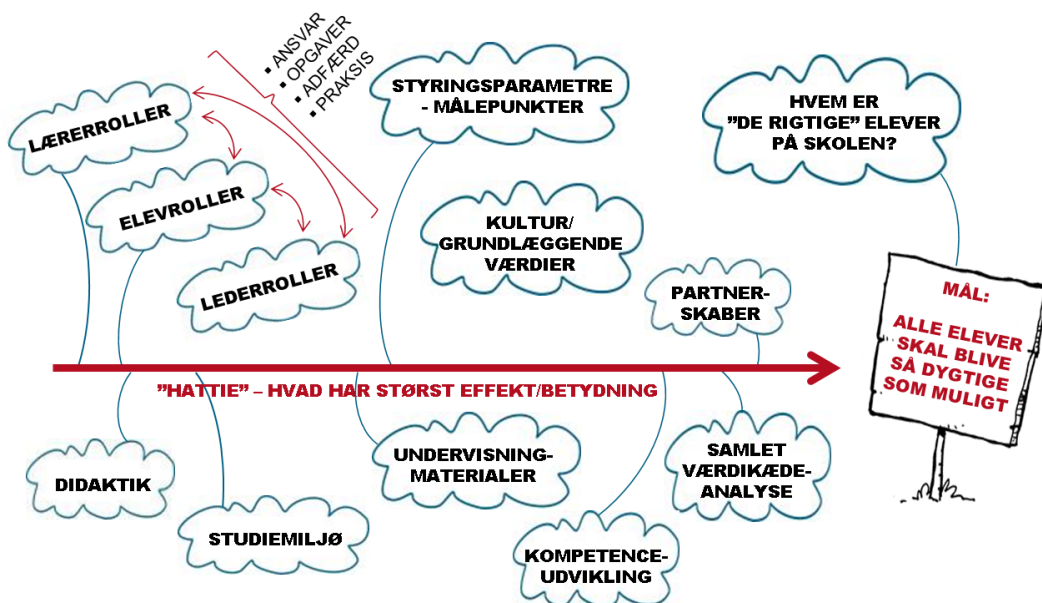 ▪ ANSVAR
▪ OPGAVER
▪ ADFÆRD
▪ PRAKSIS
LÆRERROLLER
ELEVROLLER
LEDERROLLER
STYRINGSPARAMETRE
- MÅLEPUNKTER
KULTUR/
GRUNDLÆGGENDE
VÆRDIER
HVEM ER
”DE RIGTIGE” ELEVER
PÅ SKOLEN?
PARTNER-
SKABER
MÅL:
ALLE ELEVER
SKAL BLIVE
SÅ DYGTIGE
SOM MULIGT
”HATTIE” – HVAD HAR STØRST EFFEKT/BETYDNING
DIDAKTIK
STUDIEMILJØ
UNDERVISNING-
MATERIALER
KOMPETENCE-
UDVIKLING
SAMLET
VÆRDIKÆDE-
ANALYSE